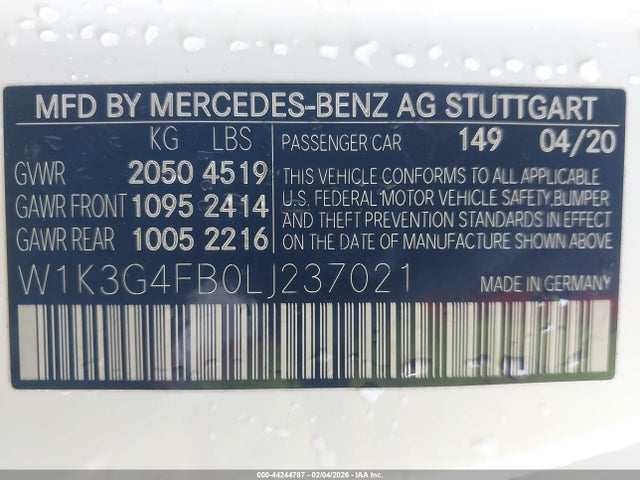 MFD BY MERCEDES-BENZ AG STUTTGART
KG LBS
GVWR 2050 4519
GAWR FRONT 1095 2414
GAWR REAR 1005 2216
PASSENGER CAR 149 04/20
THIS VEHICLE CONFORMS TO ALL APPLICABLE
U.S. FEDERAL MOTOR VEHICLE SAFETY,BUMPER
AND THEFT PREVENTION STANDARDS IN EFFECT
ON DATE OF MANUFACTURE SHOWN ABOVE
W1K3G4FB0LJ237021 MADE IN GERMANY
000-44244787 - 02/04/2026 - IAA Inc.